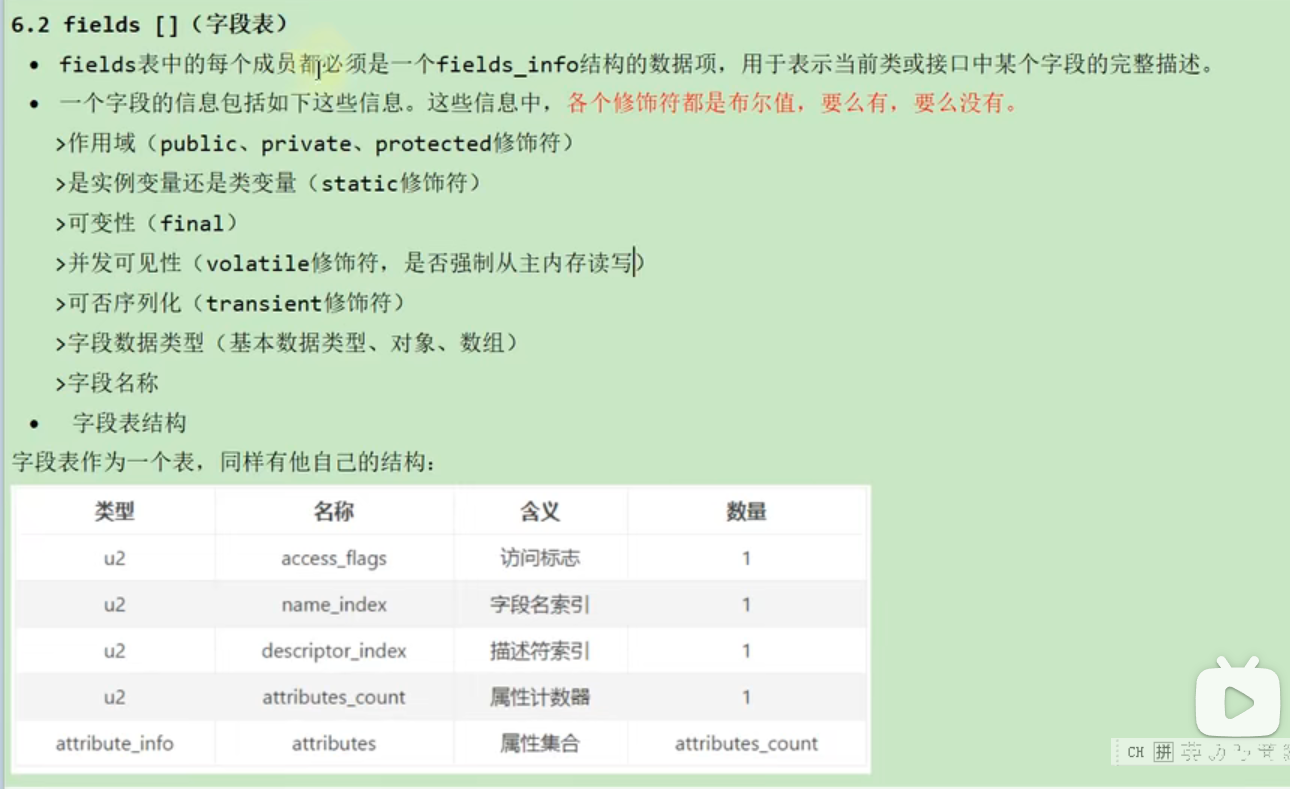 6.2 fields []（字段表）
• fields表中的每个成员都必须是一个fields_info结构的数据项，用于表示当前类或接口中某个字段的完整描述。
• 一个字段的信息包括如下这些信息。这些信息中，各个修饰符都是布尔值，要么有，要么没有。
>作用域（public、private、protected修饰符）
>是实例变量还是类变量（static修饰符）
>可变性（final）
>并发可见性（volatile修饰符，是否强制从主内存读写）
>可否序列化（transient修饰符）
>字段数据类型（基本数据类型、对象、数组）
>字段名称
• 字段表结构
字段表作为一个表，同样有他自己的结构：
类型 名称 含义 数量
u2 access_flags 访问标志 1
u2 name_index 字段名索引 1
u2 descriptor_index 描述符索引 1
u2 attributes_count 属性计数器 1
attribute_info attributes 属性集合 attributes_count
CH 拼